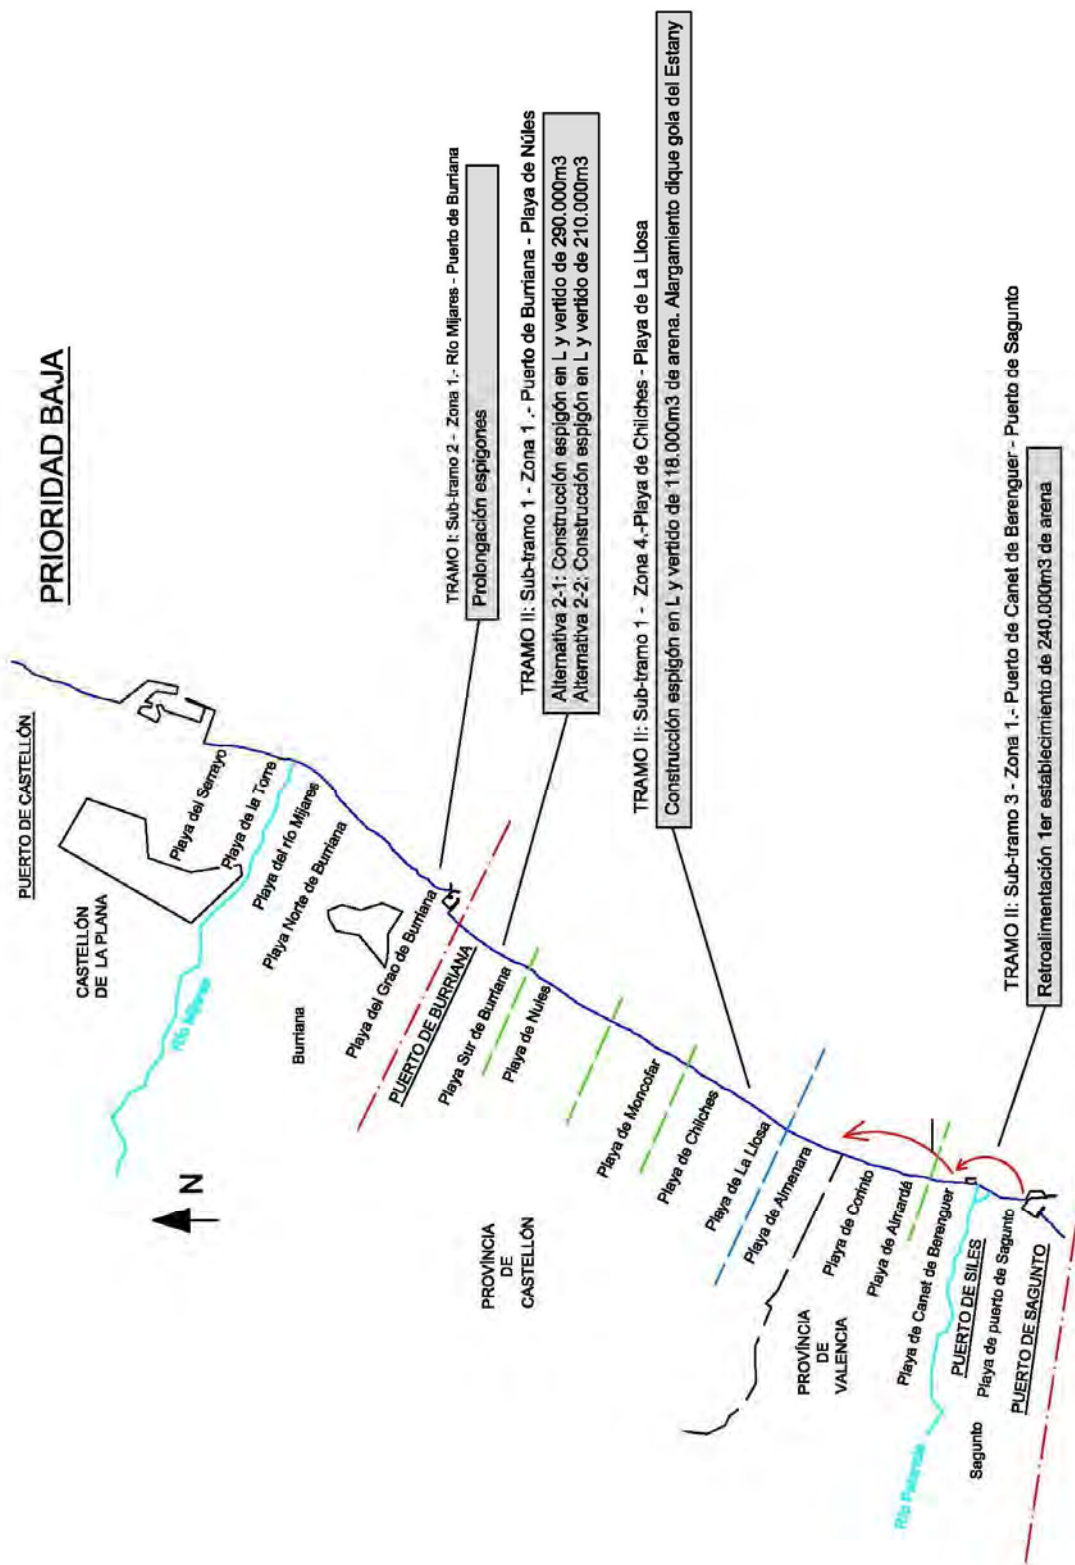 PRIORIDAD BAJA
PUERTO DE CASTELLÓN
CASTELLÓN
DE LA PLANA
Playa del Serrayo
Playa de la Torre
Río Mijares
Playa del río Mijares
Playa Norte de Burriana
Burriana
Playa del Grao de Burriana
PUERTO DE BURRIANA
Playa Sur de Burriana
Playa de Nules
N
Playa de Moncofar
Playa de Chilches
PROVÍNCIA
DE
CASTELLÓN
Playa de La Llosa
Playa de Almenara
Playa de Corinto
PROVÍNCIA
DE
VALENCIA
Playa de Almardá
Playa de Canet de Berenguer
Río Palancia
PUERTO DE SILES
Sagunto
Playa de puerto de Sagunto
PUERTO DE SAGUNTO
TRAMO I: Sub-tramo 2 - Zona 1.- Río Mijares - Puerto de Burriana
Prolongación espigones
TRAMO II: Sub-tramo 1 - Zona 1.- Puerto de Burriana - Playa de Núles
Alternativa 2-1: Construcción espigón en L y vertido de 290.000m3
Alternativa 2-2: Construcción espigón en L y vertido de 210.000m3
TRAMO II: Sub-tramo 1 - Zona 4.-Playa de Chilches - Playa de La Llosa
Construcción espigón en L y vertido de 118.000m3 de arena. Alargamiento dique gola del Estany
TRAMO II: Sub-tramo 3 - Zona 1.- Puerto de Canet de Berenguer - Puerto de Sagunto
Retroalimentación 1er establecimiento de 240.000m3 de arena